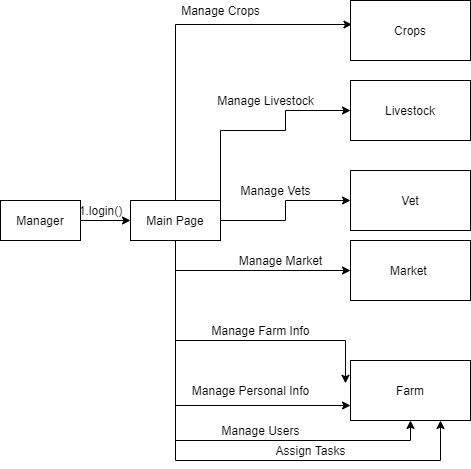 Manage Crops
Crops
Manage Livestock
Livestock
Manage Vets
Vet
Manager
1.login()
Main Page
Manage Market
Market
Manage Farm Info
Manage Personal Info
Farm
Manage Users
Assign Tasks